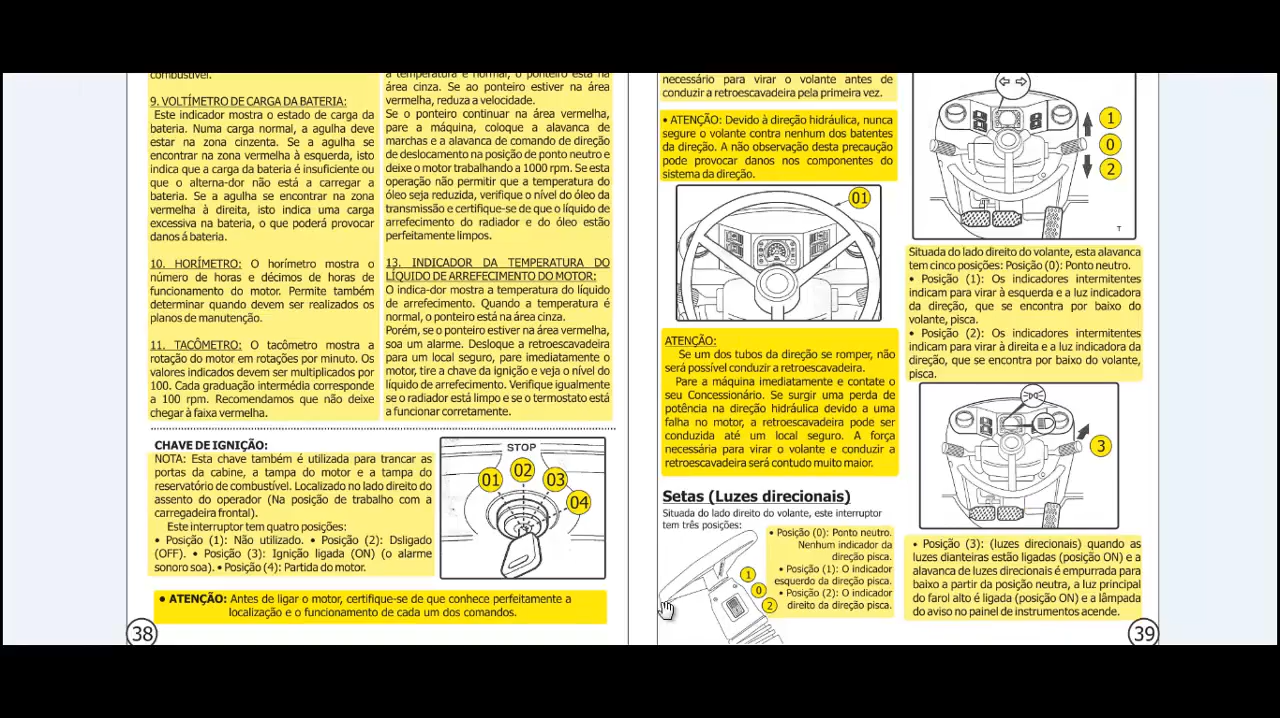 combustível.
9. VOLTÍMETRO DE CARGA DA BATERIA:
Este indicador mostra o estado de carga da
bateria. Numa carga normal, a agulha deve
estar na zona cinzenta. Se a agulha se
encontrar na zona vermelha à esquerda, isto
indica que a carga da bateria é insuficiente ou
que o alterna-dor não está a carregar a
bateria. Se a agulha se encontrar na zona
vermelha à direita, isto indica uma carga
excessiva na bateria, o que poderá provocar
danos á bateria.
10. HORÍMETRO: O horímetro mostra o
número de horas e décimos de horas de
funcionamento do motor. Permite também
determinar quando devem ser realizados os
planos de manutenção.
11. TACÔMETRO: O tacômetro mostra a
rotação do motor em rotações por minuto. Os
valores indicados devem ser multiplicados por
100. Cada graduação intermédia corresponde
a 100 rpm. Recomendamos que não deixe
chegar à faixa vermelha.
a temperatura é normal, o ponteiro está na
área cinza. Se ao ponteiro estiver na área
vermelha, reduza a velocidade.
Se o ponteiro continuar na área vermelha,
pare a máquina, coloque a alavanca de
marchas e a alavanca de comando de direção
de deslocamento na posição de ponto neutro e
deixe o motor trabalhando a 1000 rpm. Se esta
operação não permitir que a temperatura do
óleo seja reduzida, verifique o nível do óleo da
transmissão e certifique-se de que o líquido de
arrefecimento do radiador e do óleo estão
perfeitamente limpos.
13. INDICADOR DA TEMPERATURA DO
LÍQUIDO DE ARREFECIMENTO DO MOTOR:
O indica-dor mostra a temperatura do líquido
de arrefecimento. Quando a temperatura é
normal, o ponteiro está na área cinza.
Porém, se o ponteiro estiver na área vermelha,
soa um alarme. Desloque a retroescavadeira
para um local seguro, pare imediatamente o
motor, tire a chave da ignição e veja o nível do
líquido de arrefecimento. Verifique igualmente
se o radiador está limpo e se o termostato está
a funcionar corretamente.
CHAVE DE IGNIÇÃO:
NOTA: Esta chave também é utilizada para trancar as
portas da cabine, a tampa do motor e a tampa do
reservatório de combustível. Localizado no lado direito do
assento do operador (Na posição de trabalho com a
carregadeira frontal).
Este interruptor tem quatro posições:
• Posição (1): Não utilizado. • Posição (2): Dsligado
(OFF). • Posição (3): Ignição ligada (ON) (o alarme
sonoro soa). • Posição (4): Partida do motor.
STOP
01
02
03
04
• ATENÇÃO: Antes de ligar o motor, certifique-se de que conhece perfeitamente a
localização e o funcionamento de cada um dos comandos.
38
necessário para virar o volante antes de
conduzir a retroescavadeira pela primeira vez.
• ATENÇÃO: Devido à direção hidráulica, nunca
segure o volante contra nenhum dos batentes
da direção. A não observação desta precaução
pode provocar danos nos componentes do
sistema da direção.
01
ATENÇÃO:
Se um dos tubos da direção se romper, não
será possível conduzir a retroescavadeira.
Pare a máquina imediatamente e contate o
seu Concessionário. Se surgir uma perda de
potência na direção hidráulica devido a uma
falha no motor, a retroescavadeira pode ser
conduzida até um local seguro. A força
necessária para virar o volante e conduzir a
retroescavadeira será contudo muito maior.
Setas (Luzes direcionais)
Situada do lado direito do volante, este interruptor
tem três posições:
• Posição (0): Ponto neutro.
Nenhum indicador da
direção pisca.
• Posição (1): O indicador
esquerdo da direção pisca.
• Posição (2): O indicador
direito da direção pisca.
1
0
2
1
0
2
T
Situada do lado direito do volante, esta alavanca
tem cinco posições: Posição (0): Ponto neutro.
• Posição (1): Os indicadores intermitentes
indicam para virar à esquerda e a luz indicadora
da direção, que se encontra por baixo do
volante, pisca.
• Posição (2): Os indicadores intermitentes
indicam para virar à direita e a luz indicadora da
direção, que se encontra por baixo do volante,
pisca.
3
• Posição (3): (luzes direcionais) quando as
luzes dianteiras estão ligadas (posição ON) e a
alavanca de luzes direcionais é empurrada para
baixo a partir da posição neutra, a luz principal
do farol alto é ligada (posição ON) e a lâmpada
do aviso no painel de instrumentos acende.
39